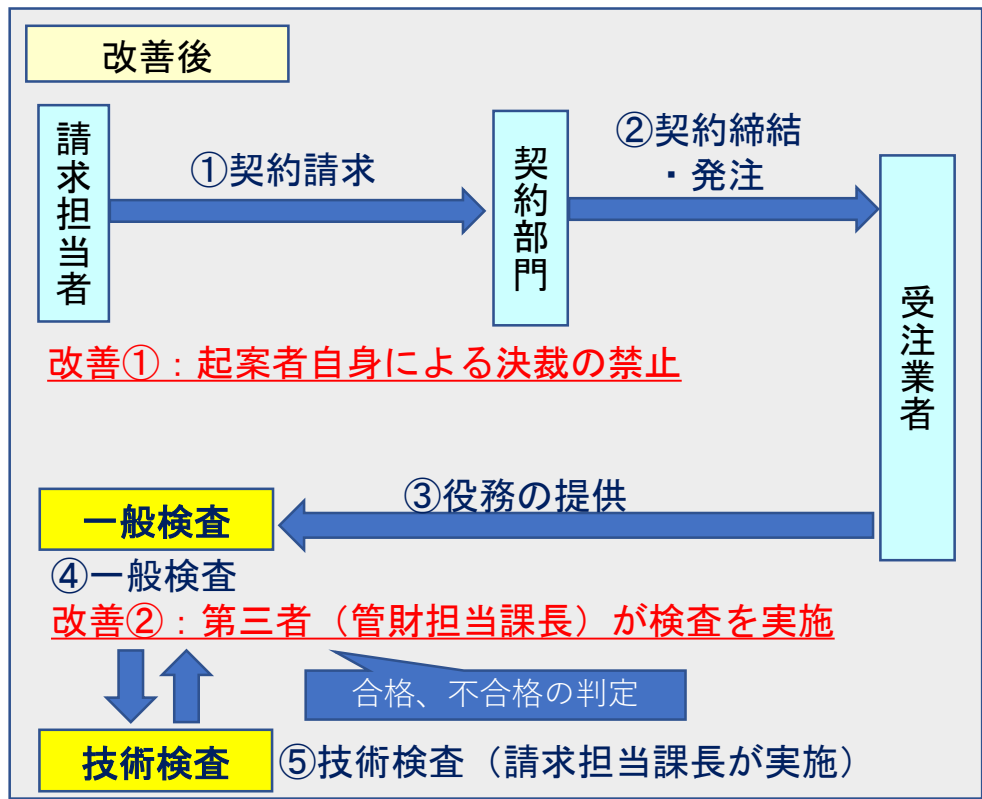 改善後
請求担当者
①契約請求
契約部門
②契約締結
・発注
受注業者
改善①：起案者自身による決裁の禁止
③役務の提供
一般検査
④一般検査
改善②：第三者（管財担当課長）が検査を実施
合格、不合格の判定
技術検査
⑤技術検査（請求担当課長が実施）